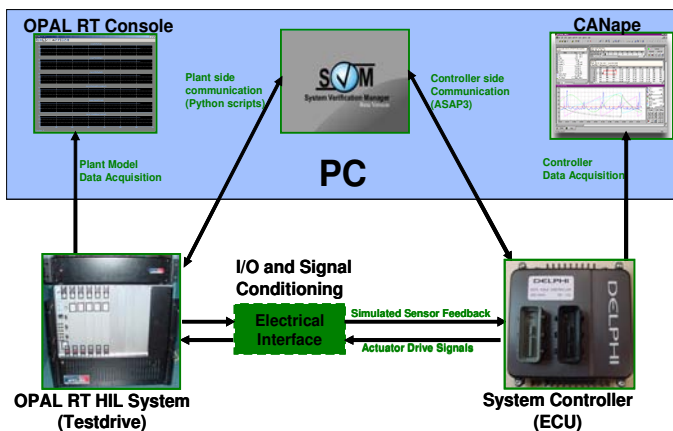 OPAL RT Console
CANape
Plant side
communication
(Python scripts)
SVM
System Verification Manager
Controller side
Communication
(ASAP3)
Plant Model
Data Acquisition
PC
Controller
Data Acquisition
I/O and Signal
Conditioning
Electrical
Interface
Simulated Sensor Feedback
Actuator Drive Signals
DELPHI
DELPHI
OPAL RT HIL System
(Testdrive)
System Controller
(ECU)